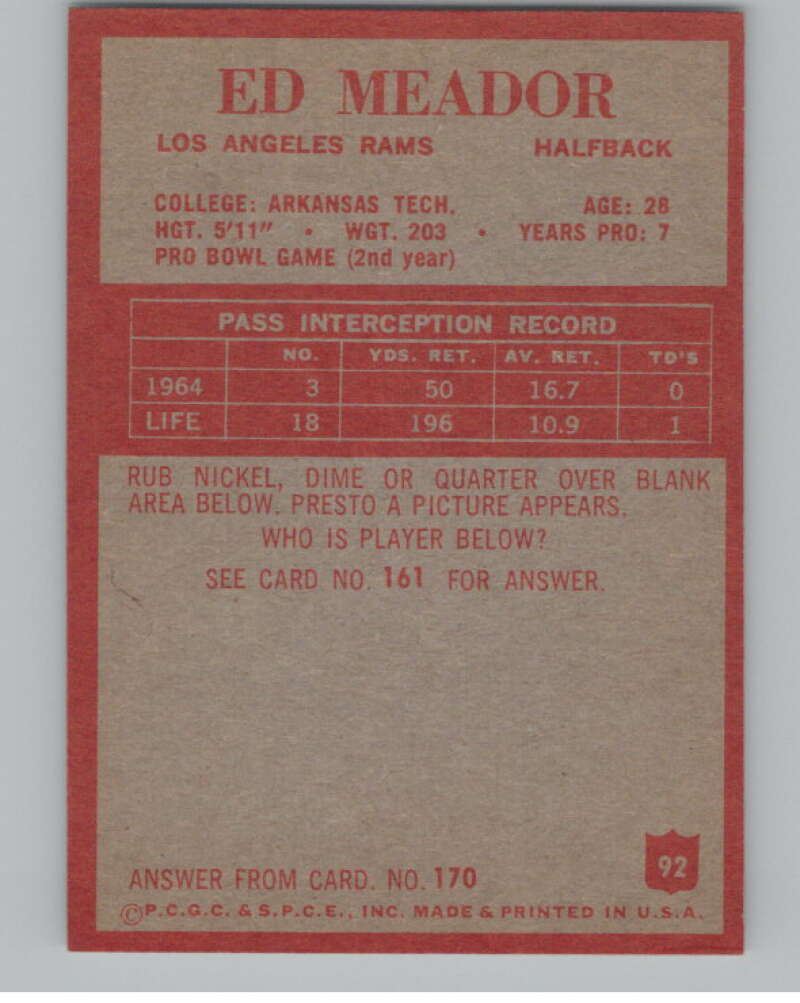 ED MEADOR
LOS ANGELES RAMS HALFBACK
COLLEGE: ARKANSAS TECH. AGE: 28
HGT. 5'11" • WGT. 203 • YEARS PRO: 7
PRO BOWL GAME (2nd year)
PASS INTERCEPTION RECORD
NO. YDS. RET. AV. RET. TD'S
1964 3 50 16.7 0
LIFE 18 196 10.9 1
RUB NICKEL, DIME OR QUARTER OVER BLANK
AREA BELOW. PRESTO A PICTURE APPEARS.
WHO IS PLAYER BELOW?
SEE CARD NO. 161 FOR ANSWER.
92
ANSWER FROM CARD. NO. 170
©P.C.G.C. & S.P.C.E., INC. MADE & PRINTED IN U.S.A.